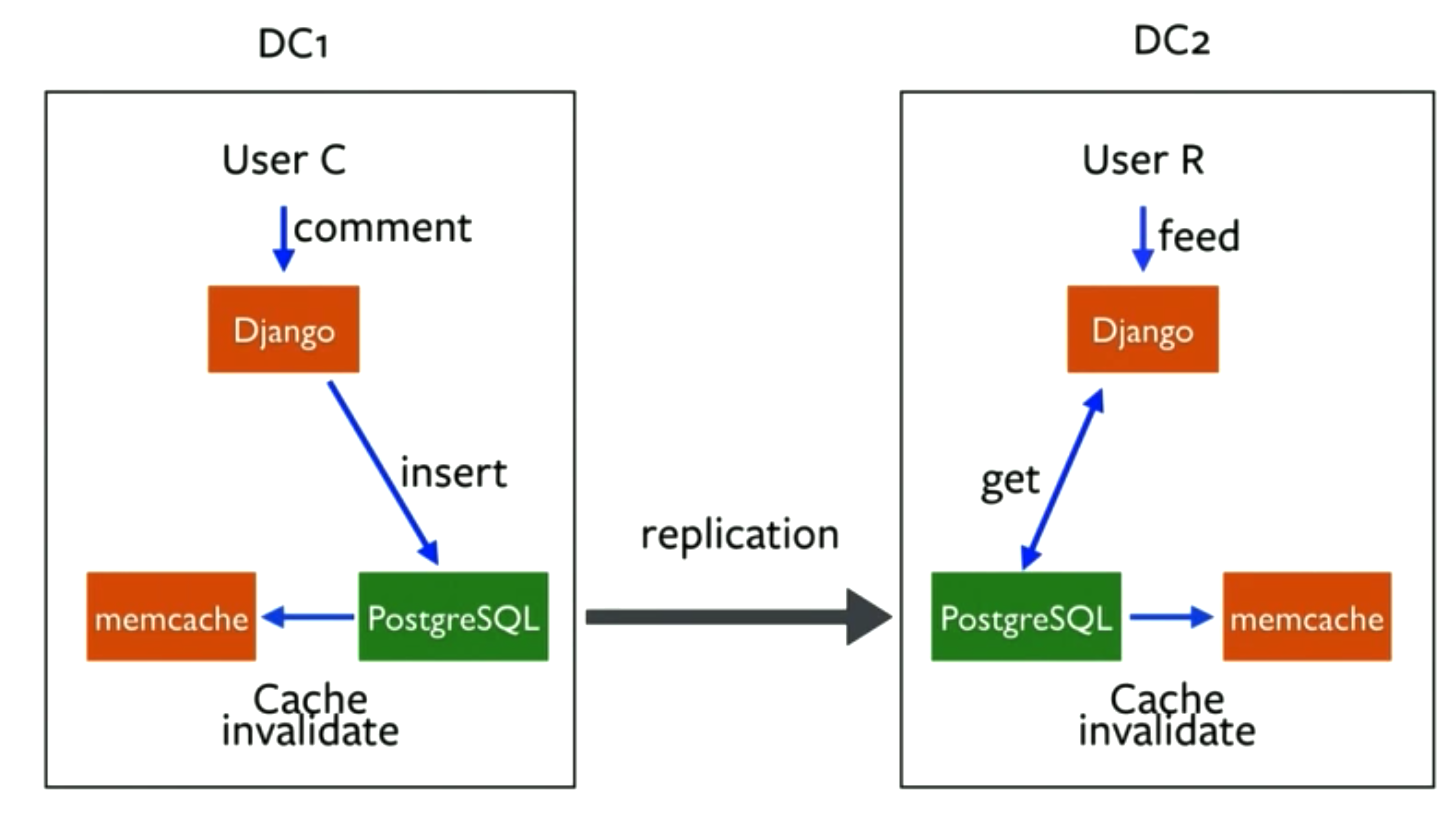 DC1
DC2
User C
comment
Django
insert
memcache
PostgreSQL
Cache
invalidate
replication
User R
feed
Django
get
PostgreSQL
memcache
Cache
invalidate